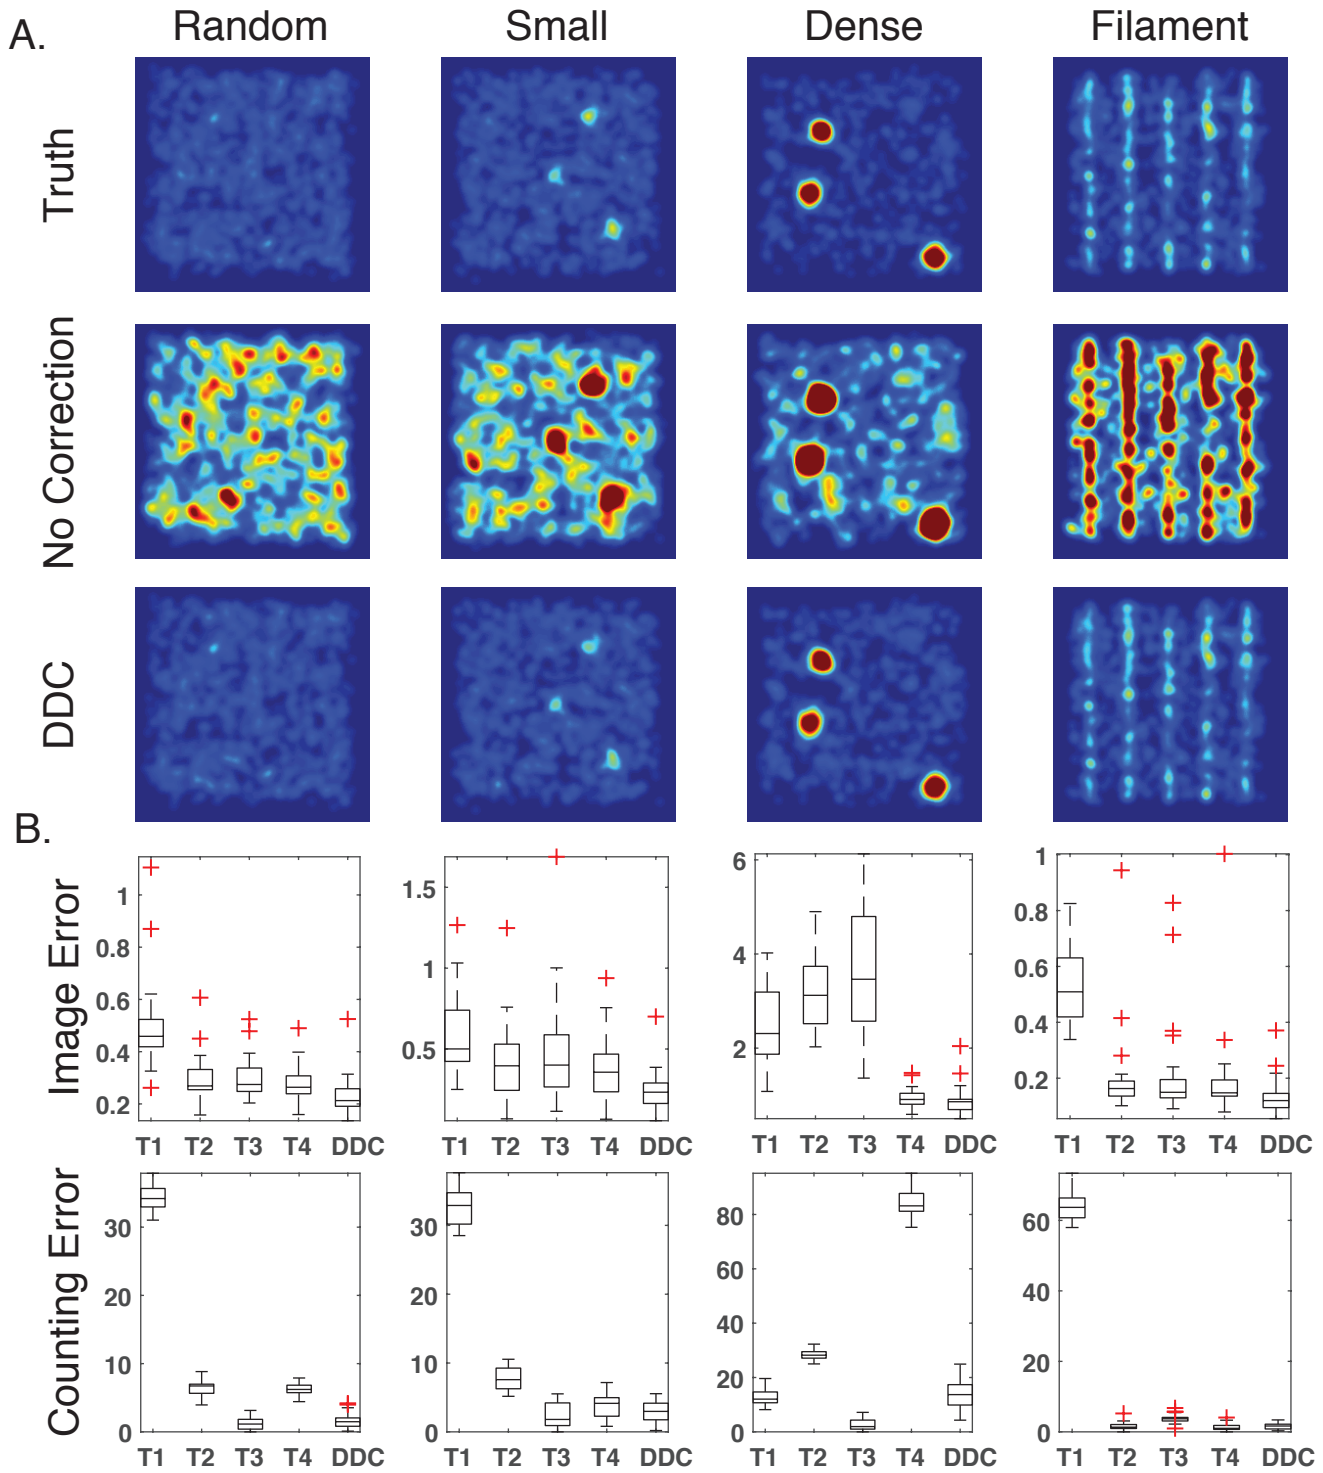 A.
Random Small Dense Filament
Truth
No Correction
DDC
B.
Image Error
1
0.8
0.6
0.4
0.2
T1 T2 T3 T4 DDC
1.5
1
0.5
T1 T2 T3 T4 DDC
6
4
2
T1 T2 T3 T4 DDC
1
0.8
0.6
0.4
0.2
T1 T2 T3 T4 DDC
Counting Error
30
20
10
0
T1 T2 T3 T4 DDC
30
20
10
0
T1 T2 T3 T4 DDC
80
60
40
20
0
T1 T2 T3 T4 DDC
60
40
20
0
T1 T2 T3 T4 DDC